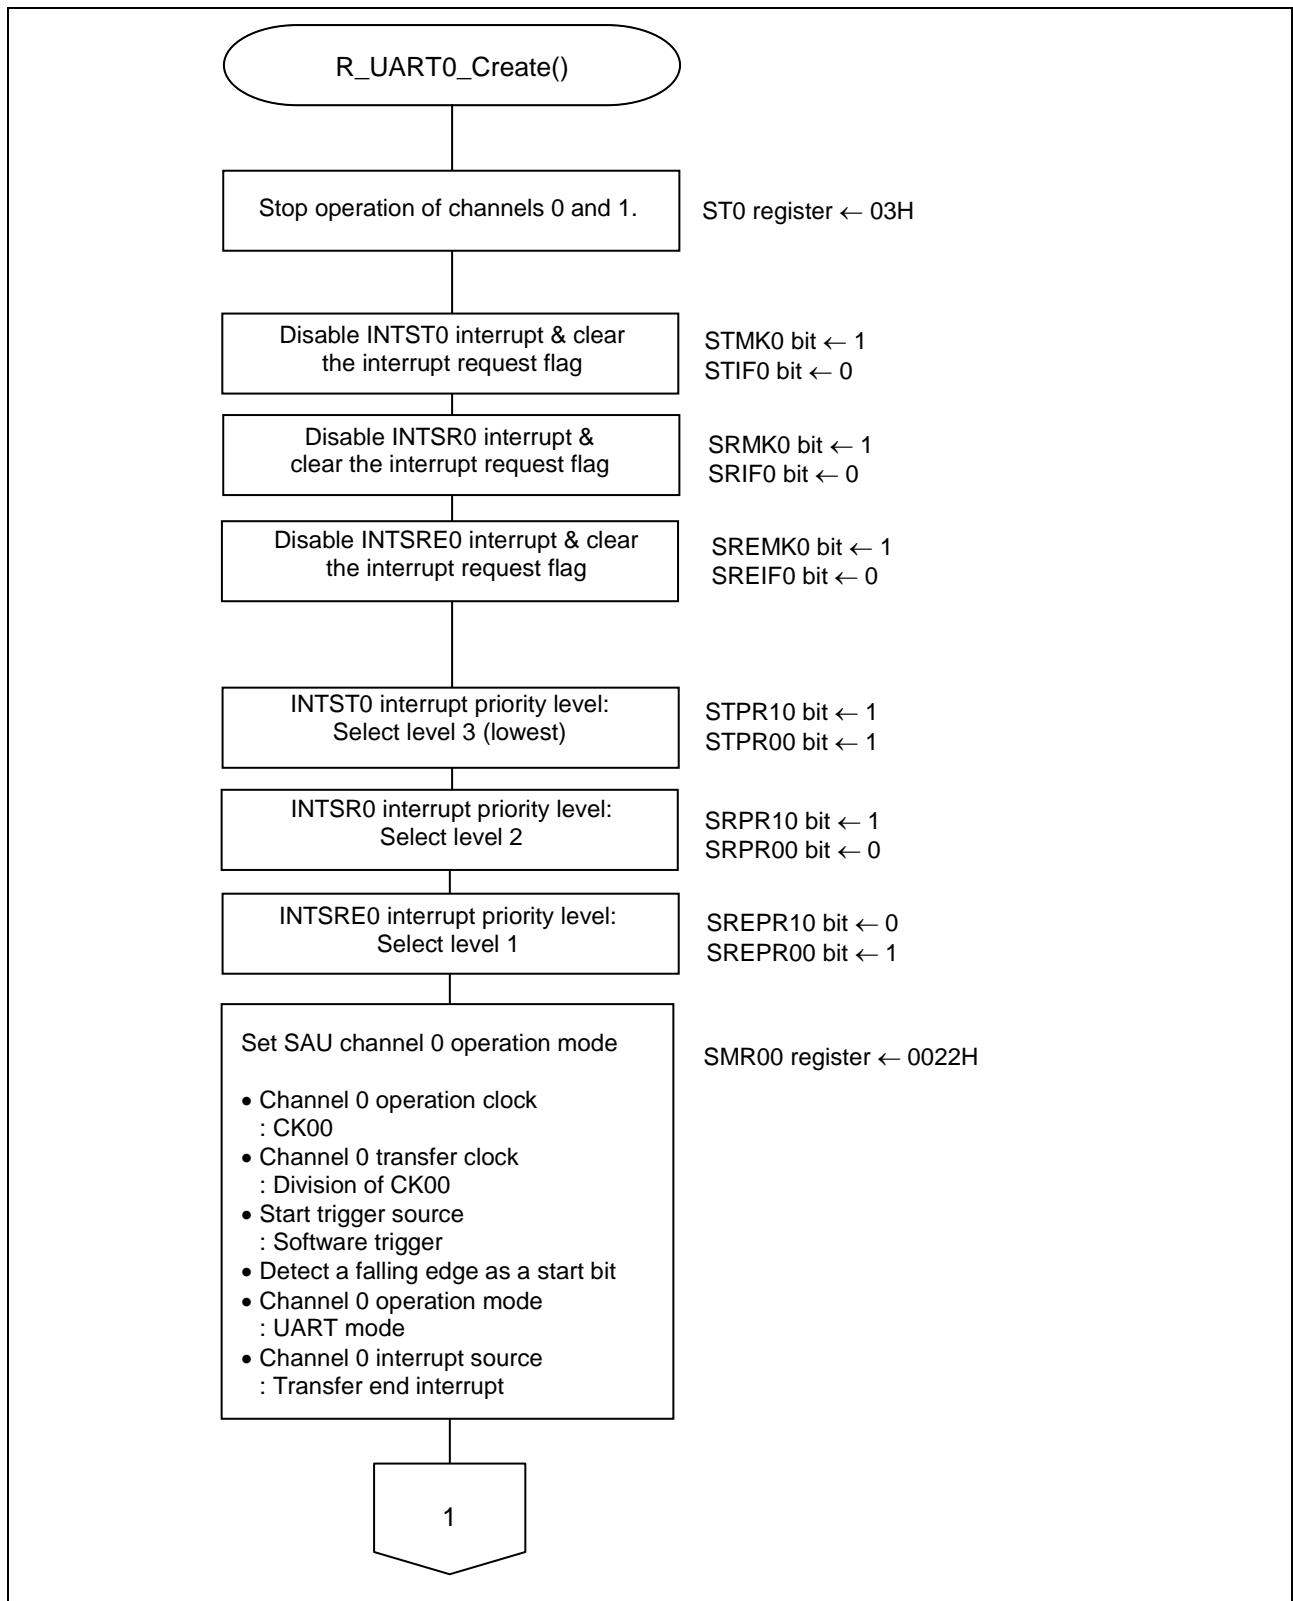 R_UART0_Create()
Stop operation of channels 0 and 1.
ST0 register ← 03H
Disable INTST0 interrupt & clear
the interrupt request flag
STMK0 bit ← 1
STIF0 bit ← 0
Disable INTSR0 interrupt &
clear the interrupt request flag
SRMK0 bit ← 1
SRIF0 bit ← 0
Disable INTSRE0 interrupt & clear
the interrupt request flag
SREMK0 bit ← 1
SREIF0 bit ← 0
INTST0 interrupt priority level:
Select level 3 (lowest)
STPR10 bit ← 1
STPR00 bit ← 1
INTSR0 interrupt priority level:
Select level 2
SRPR10 bit ← 1
SRPR00 bit ← 0
INTSRE0 interrupt priority level:
Select level 1
SREPR10 bit ← 0
SREPR00 bit ← 1
Set SAU channel 0 operation mode
SMR00 register ← 0022H
• Channel 0 operation clock
: CK00
• Channel 0 transfer clock
: Division of CK00
• Start trigger source
: Software trigger
• Detect a falling edge as a start bit
• Channel 0 operation mode
: UART mode
• Channel 0 interrupt source
: Transfer end interrupt
1